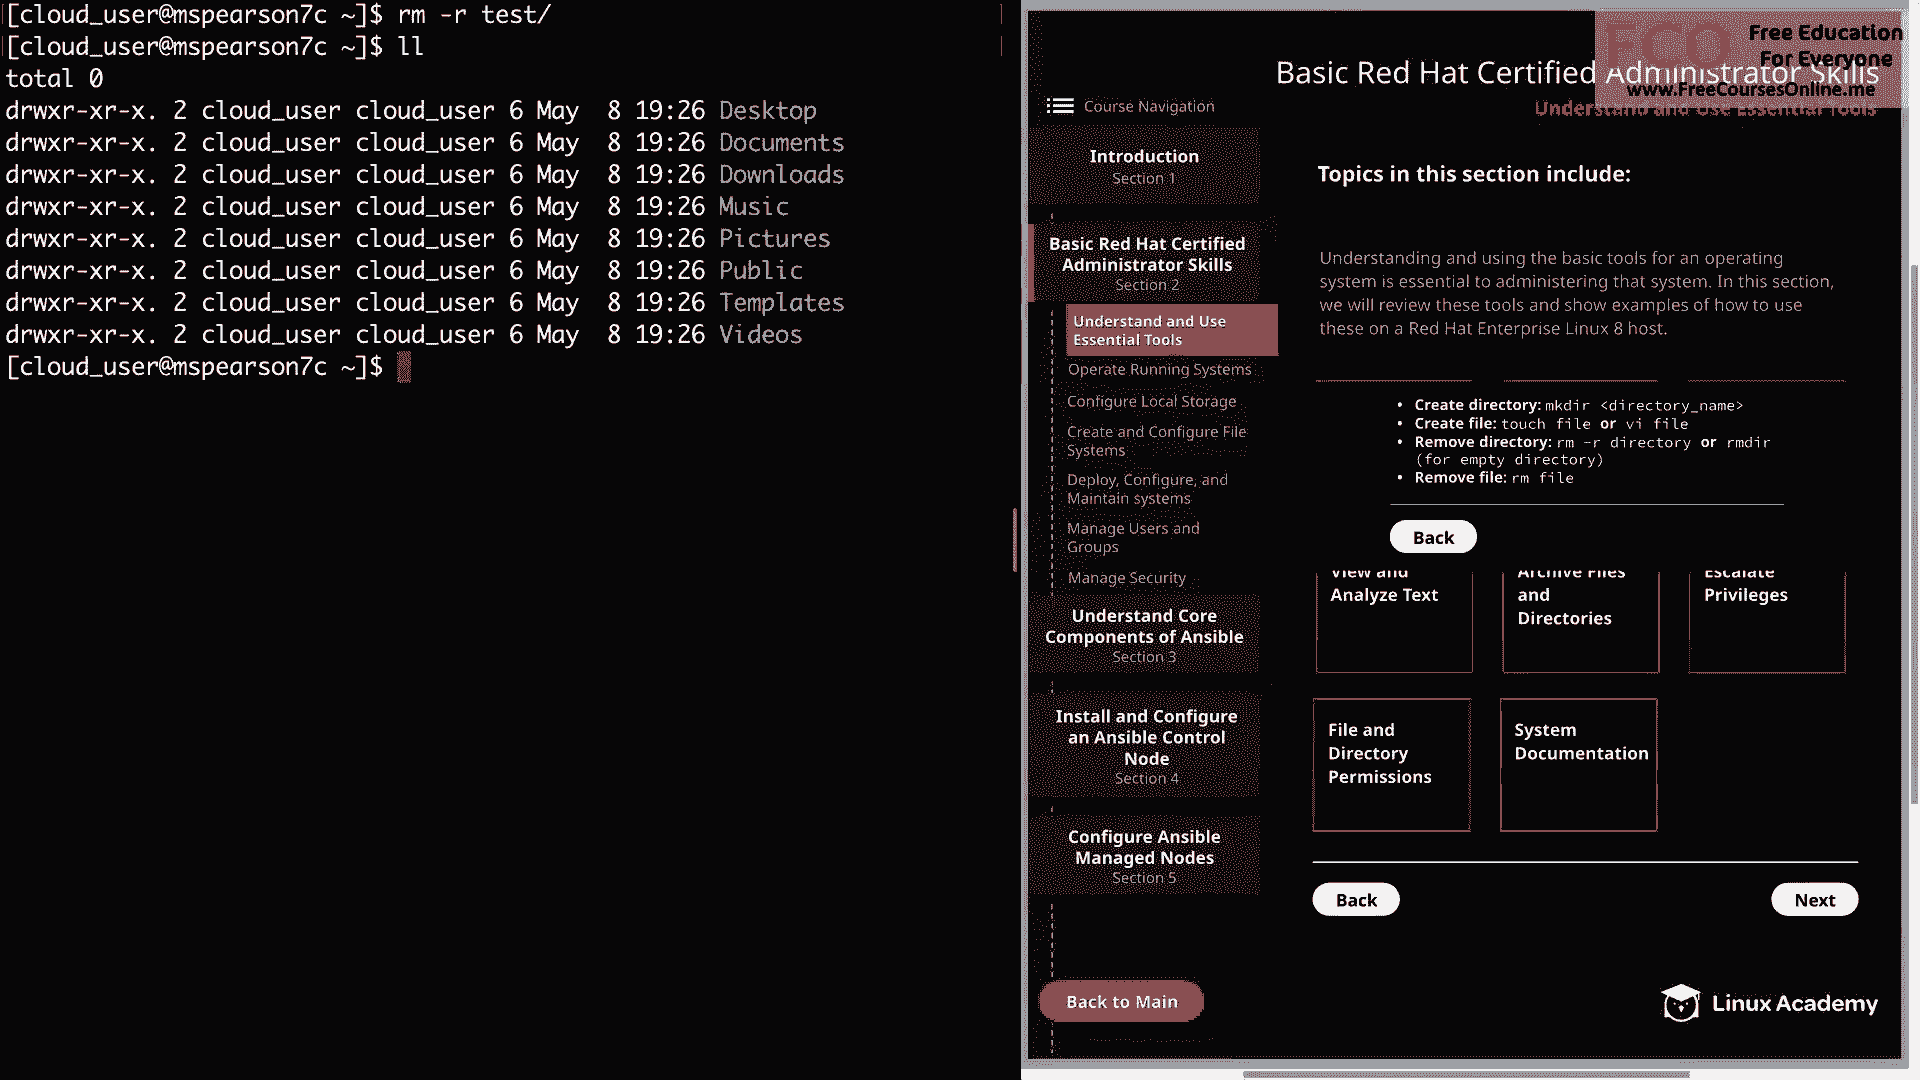 [cloud_user@mspearson7c ~]$ rm -r test/
[cloud_user@mspearson7c ~]$ ll
total 0
drwxr-xr-x. 2 cloud_user cloud_user 6 May  8 19:26 Desktop
drwxr-xr-x. 2 cloud_user cloud_user 6 May  8 19:26 Documents
drwxr-xr-x. 2 cloud_user cloud_user 6 May  8 19:26 Downloads
drwxr-xr-x. 2 cloud_user cloud_user 6 May  8 19:26 Music
drwxr-xr-x. 2 cloud_user cloud_user 6 May  8 19:26 Pictures
drwxr-xr-x. 2 cloud_user cloud_user 6 May  8 19:26 Public
drwxr-xr-x. 2 cloud_user cloud_user 6 May  8 19:26 Templates
drwxr-xr-x. 2 cloud_user cloud_user 6 May  8 19:26 Videos
[cloud_user@mspearson7c ~]$
FCO
Free Education
For Everyone
www.FreeCoursesOnline.me
Basic Red Hat Certified Administrator Skills
Understand and Use Essential Tools
Course Navigation
Introduction
Section 1
Basic Red Hat Certified
Administrator Skills
Section 2
Understand and Use
Essential Tools
Operate Running Systems
Configure Local Storage
Create and Configure File
Systems
Deploy, Configure, and
Maintain systems
Manage Users and
Groups
Manage Security
Understand Core
Components of Ansible
Section 3
Install and Configure
an Ansible Control
Node
Section 4
Configure Ansible
Managed Nodes
Section 5
Back to Main
Topics in this section include:
Understanding and using the basic tools for an operating
system is essential to administering that system. In this section,
we will review these tools and show examples of how to use
these on a Red Hat Enterprise Linux 8 host.
• Create directory: mkdir <directory_name>
• Create file: touch file or vi file
• Remove directory: rm -r directory or rmdir
(for empty directory)
• Remove file: rm file
Back
View and
Analyze Text
Archive Files
and
Directories
Escalate
Privileges
File and
Directory
Permissions
System
Documentation
Back
Next
Linux Academy